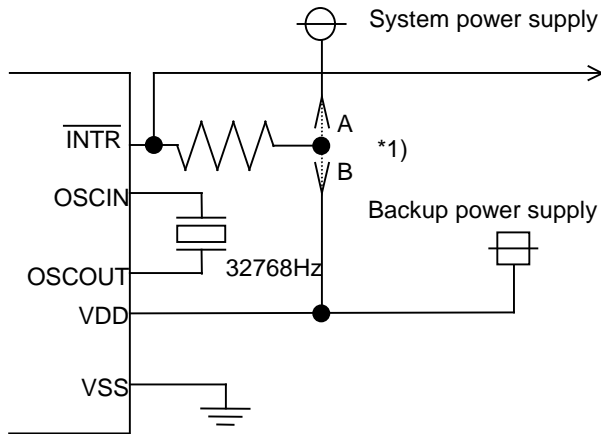 System power supply
INTR
A
*1)
B
OSCIN
Backup power supply
OSCOUT
32768Hz
VDD
VSS